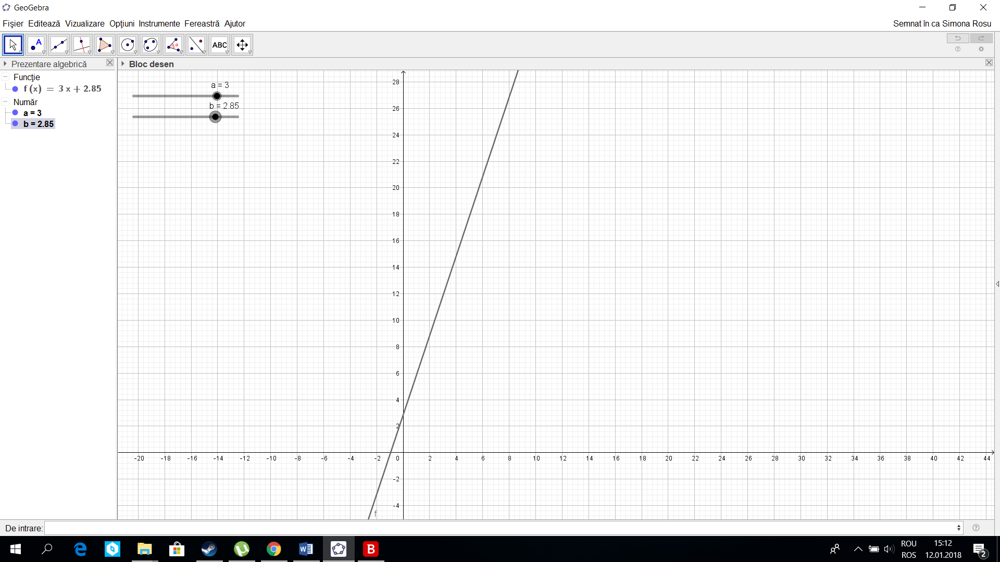 GeoGebra
Fişier Editează Vizualizare Opţiuni Instrumente Fereastră Ajutor
Semnat în ca Simona Rosu
A
α
ABC
Prezentare algebrică
Bloc desen
Funcţie
f (x) = 3 x + 2.85
Număr
a = 3
b = 2.85
a = 3
b = 2.85
28
26
24
22
20
18
16
14
12
10
8
6
4
2
-20 -18 -16 -14 -12 -10 -8 -6 -4 -2 0 2 4 6 8 10 12 14 16 18 20 22 24 26 28 30 32 34 36 38 40 42 44
-2
-4
f
De intrare:
ROU
ROS
15:12
12.01.2018
2
B